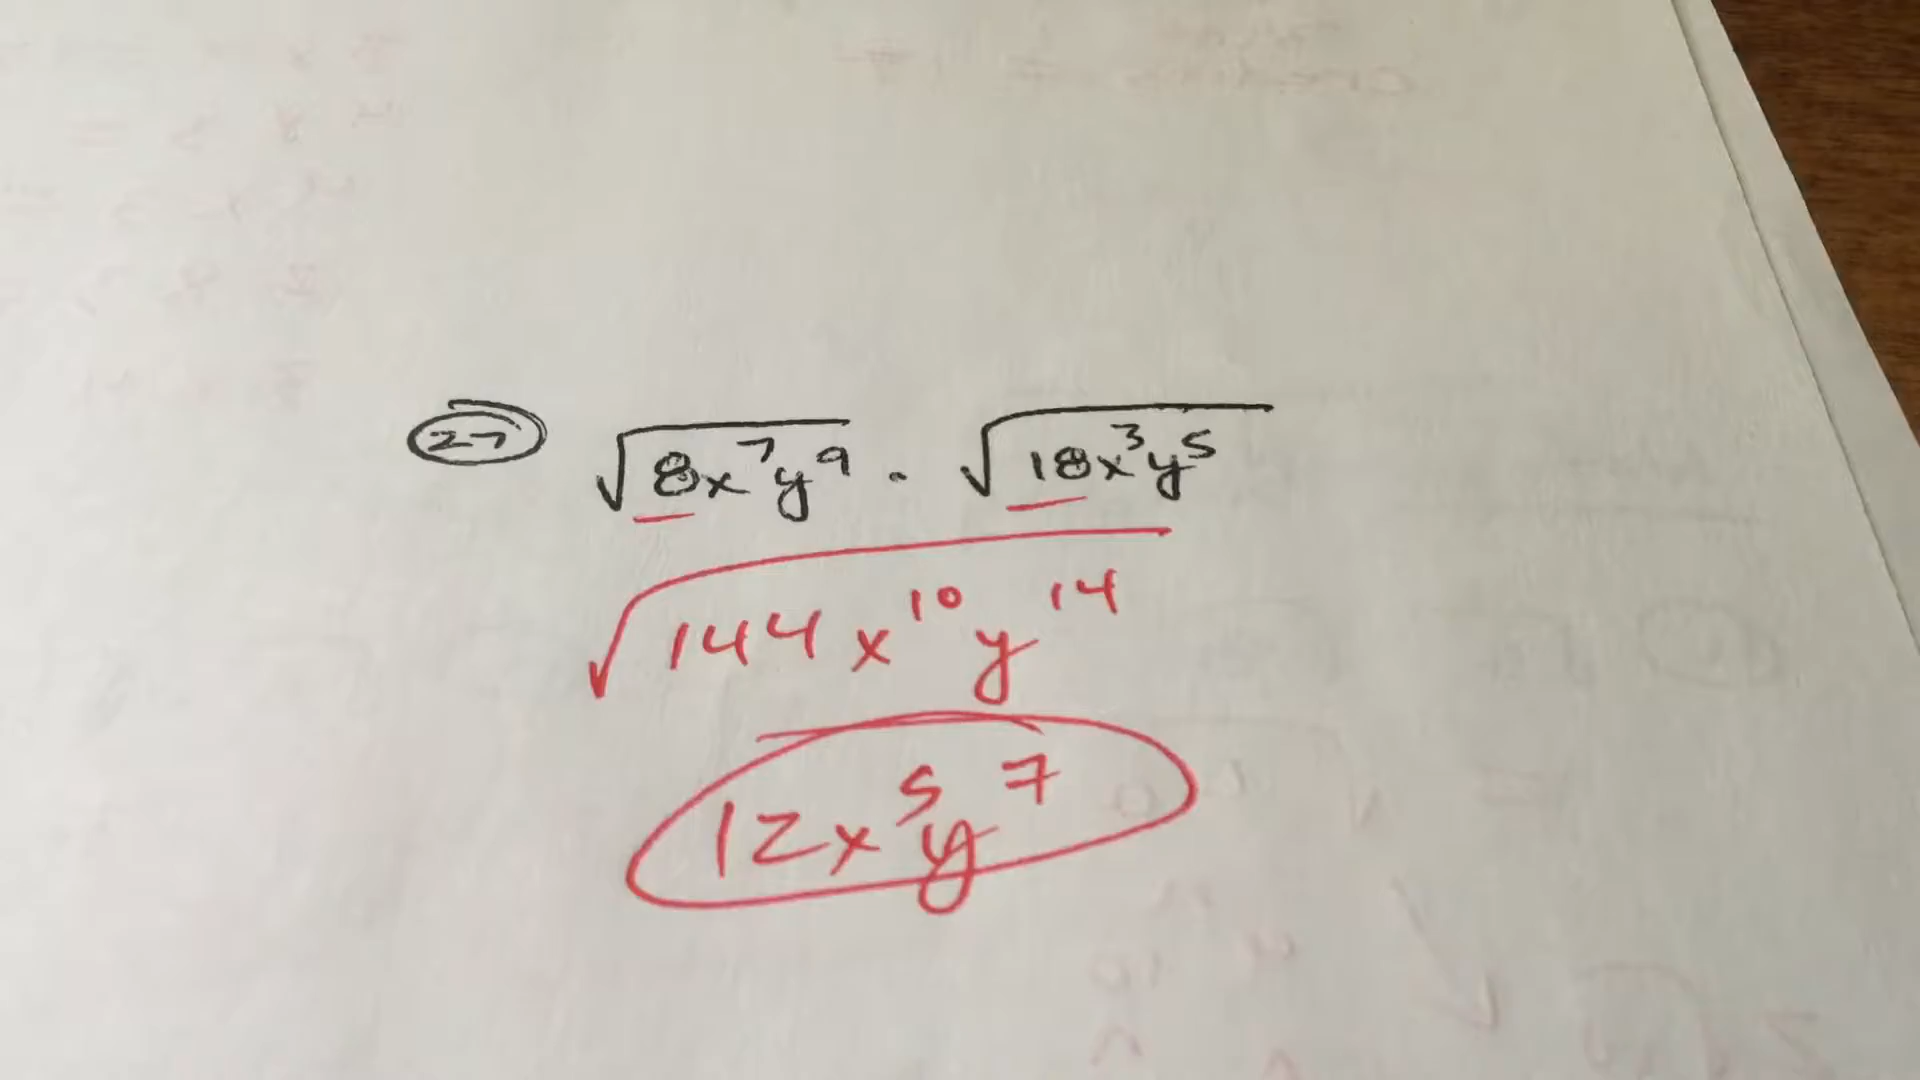 27 √8x⁷y⁹ · √18x³y⁵
√144x¹⁰y¹⁴
12x⁵y⁷